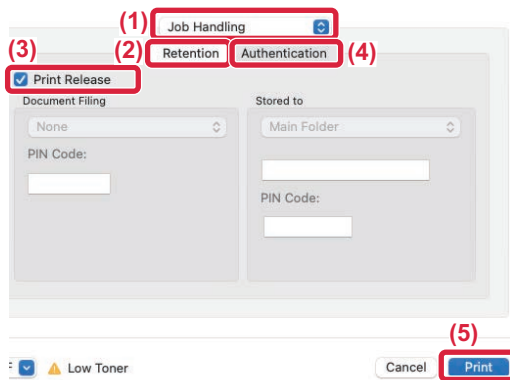 (1) Job Handling
(3) (2) Retention Authentication (4)
Print Release
Document Filing Stored to
None Main Folder
PIN Code:
PIN Code:
(5)
Low Toner Cancel Print